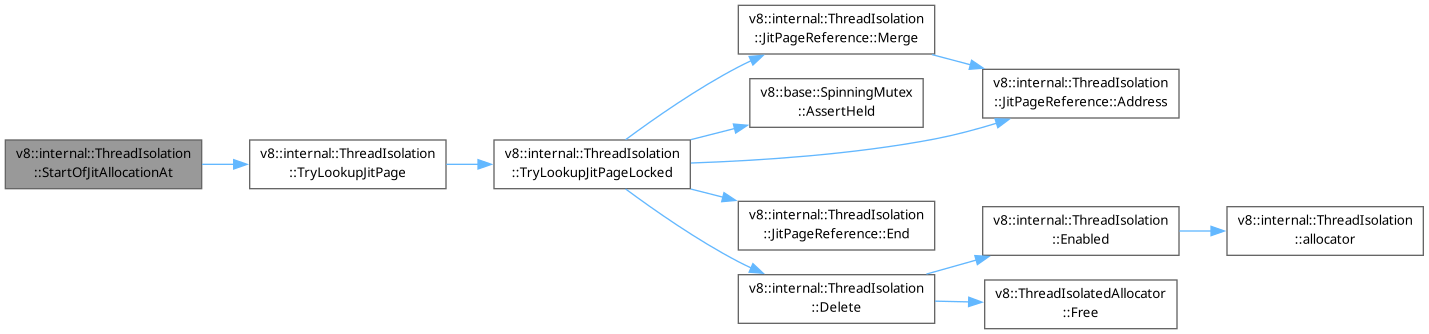 v8::internal::ThreadIsolation
::StartOfJitAllocationAt
v8::internal::ThreadIsolation
::TryLookupJitPage
v8::internal::ThreadIsolation
::TryLookupJitPageLocked
v8::internal::ThreadIsolation
::JitPageReference::Merge
v8::base::SpinningMutex
::AssertHeld
v8::internal::ThreadIsolation
::JitPageReference::End
v8::internal::ThreadIsolation
::Delete
v8::internal::ThreadIsolation
::JitPageReference::Address
v8::internal::ThreadIsolation
::Enabled
v8::ThreadIsolatedAllocator
::Free
v8::internal::ThreadIsolation
::allocator